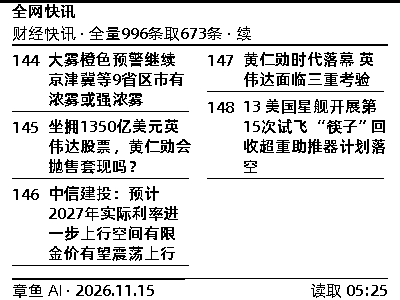 全网快讯
财经快讯 · 全量996条取673条 · 续
144 大雾橙色预警继续
京津冀等9省区市有
浓雾或强浓雾
145 坐拥1350亿美元英
伟达股票，黄仁勋会
抛售套现吗？
146 中信建投：预计
2027年实际利率进
一步上行空间有限
金价有望震荡上行
147 黄仁勋时代落幕 英
伟达面临三重考验
148 13 美国星舰开展第
15次试飞 “筷子”回
收超重助推器计划落
空
章鱼 AI · 2026.11.15
读取 05:25